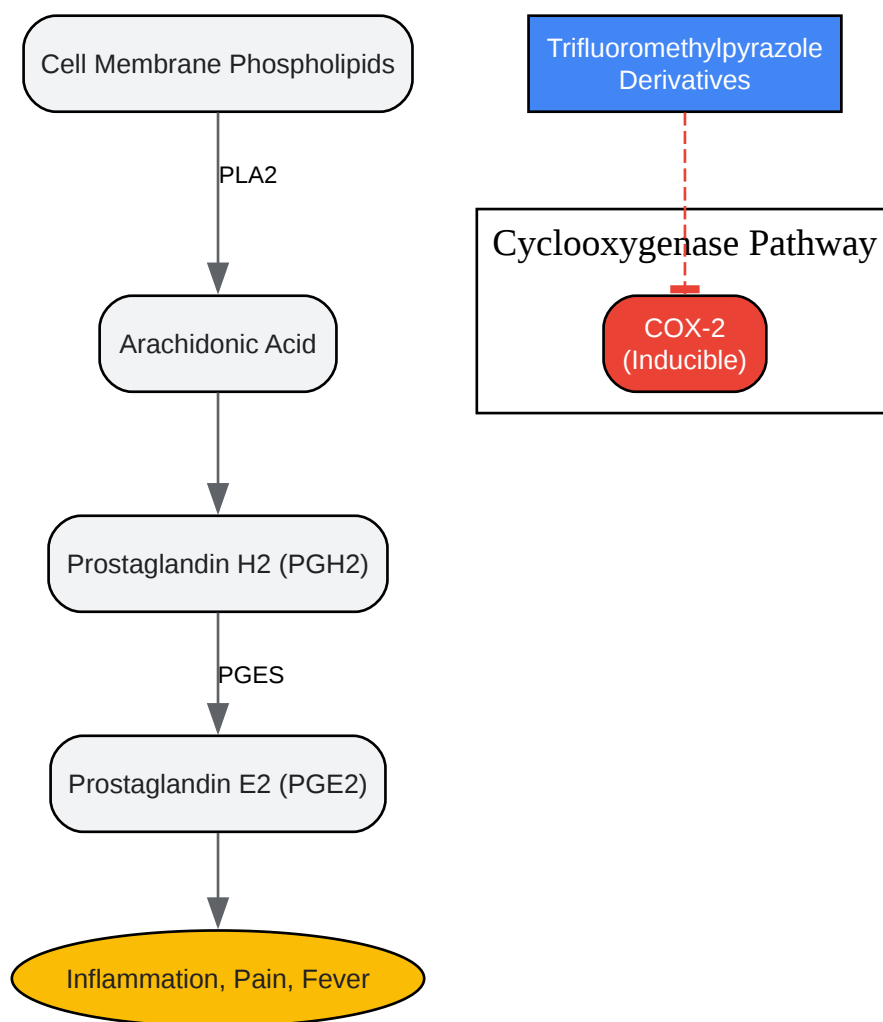 Cell Membrane Phospholipids
Trifluoromethylpyrazole
Derivatives
PLA2
Cyclooxygenase Pathway
Arachidonic Acid
COX-2
(Inducible)
Prostaglandin H2 (PGH2)
PGES
Prostaglandin E2 (PGE2)
Inflammation, Pain, Fever